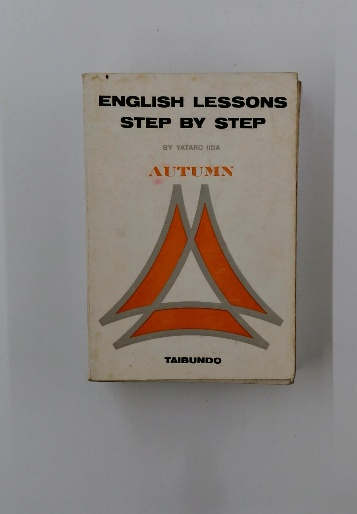 ENGLISH LESSONS
STEP BY STEP
BY YATARO IIDA
AUTUMN
TAIBUNDO